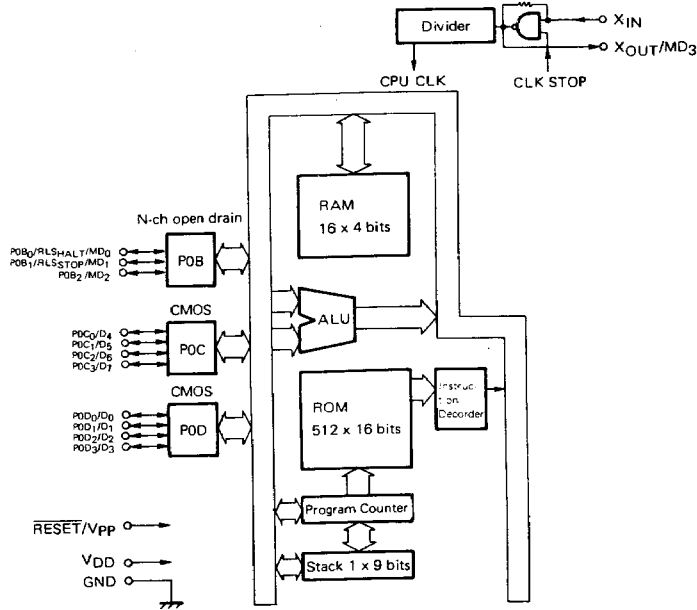 Divider
XIN
XOUT/MD3
CPU CLK
CLK STOP
RAM
16 x 4 bits
N-ch open drain
P0B0/RLSHALT/MD0
P0B1/RLSSTOP/MD1
P0B2/MD2
P0B
ALU
CMOS
P0C0/D4
P0C1/D5
P0C2/D6
P0C3/D7
P0C
CMOS
P0D0/D0
P0D1/D1
P0D2/D2
P0D3/D3
P0D
ROM
512 x 16 bits
Instruc-
tion
Decorder
Program Counter
RESET/VPP
VDD
GND
Stack 1 x 9 bits